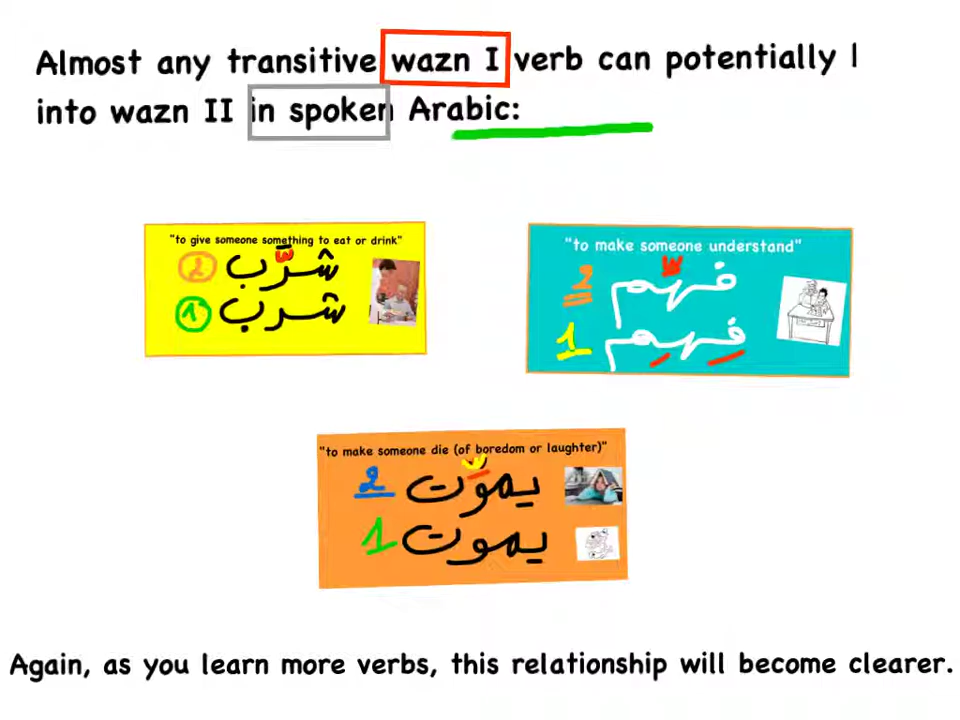 Almost any transitive wazn I verb can potentially
into wazn II in spoken Arabic:
"to give someone something to eat or drink"
2 شرّب
1 شرب
"to make someone understand"
2 فهّم
1 فِهِم
"to make someone die (of boredom or laughter)"
2 يموّت
1 يموت
Again, as you learn more verbs, this relationship will become clearer.